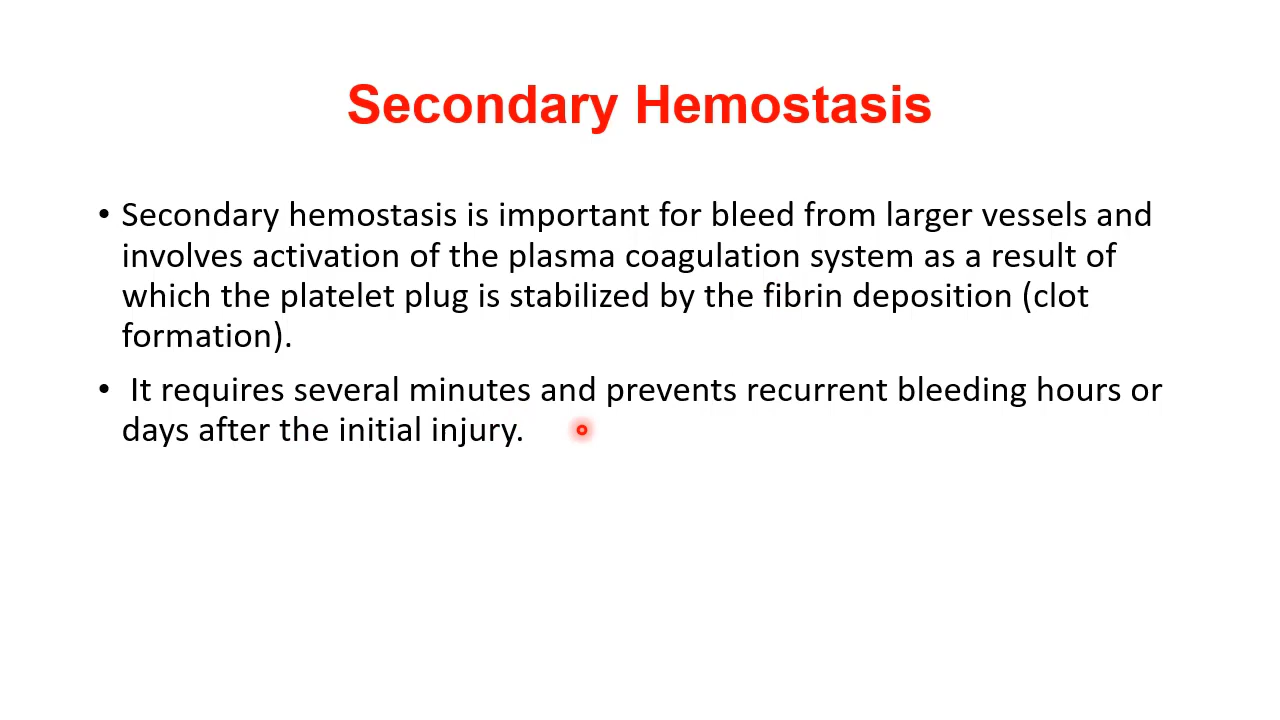 Secondary Hemostasis
• Secondary hemostasis is important for bleed from larger vessels and
involves activation of the plasma coagulation system as a result of
which the platelet plug is stabilized by the fibrin deposition (clot
formation).
• It requires several minutes and prevents recurrent bleeding hours or
days after the initial injury.